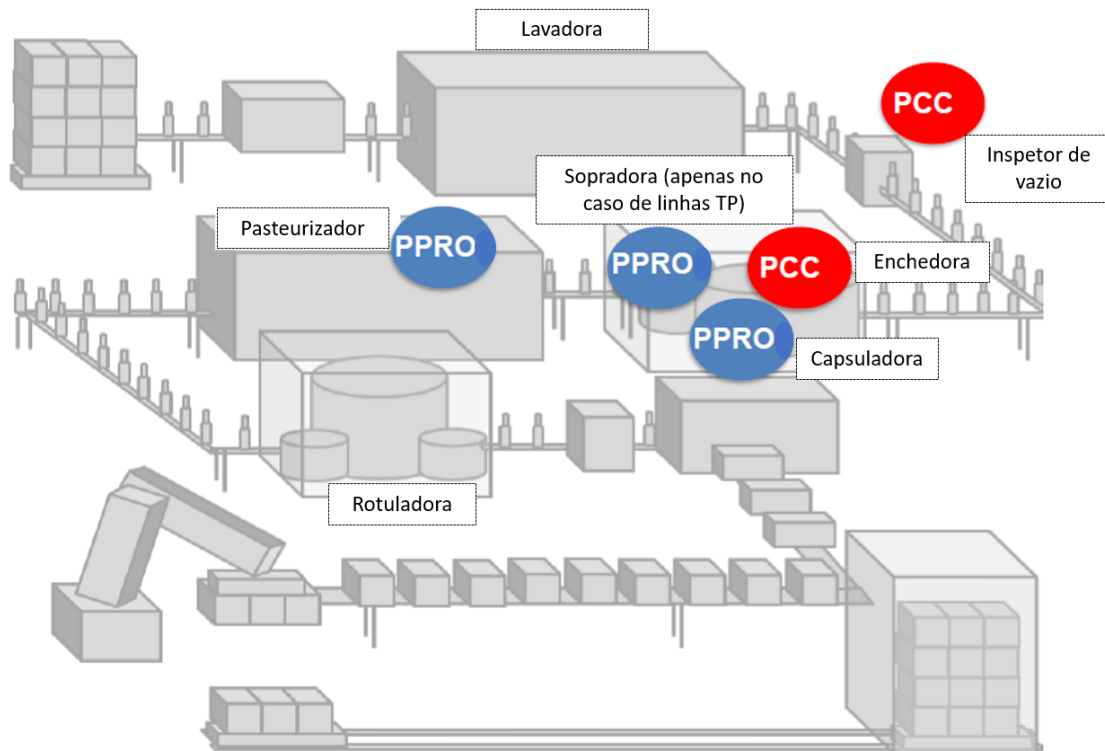 Lavadora
PCC
Inspetor de
vazio
Sopradora (apenas no
caso de linhas TP)
Pasteurizador
PPRO
PPRO
PCC
Enchedora
PPRO
Capsuladora
Rotuladora